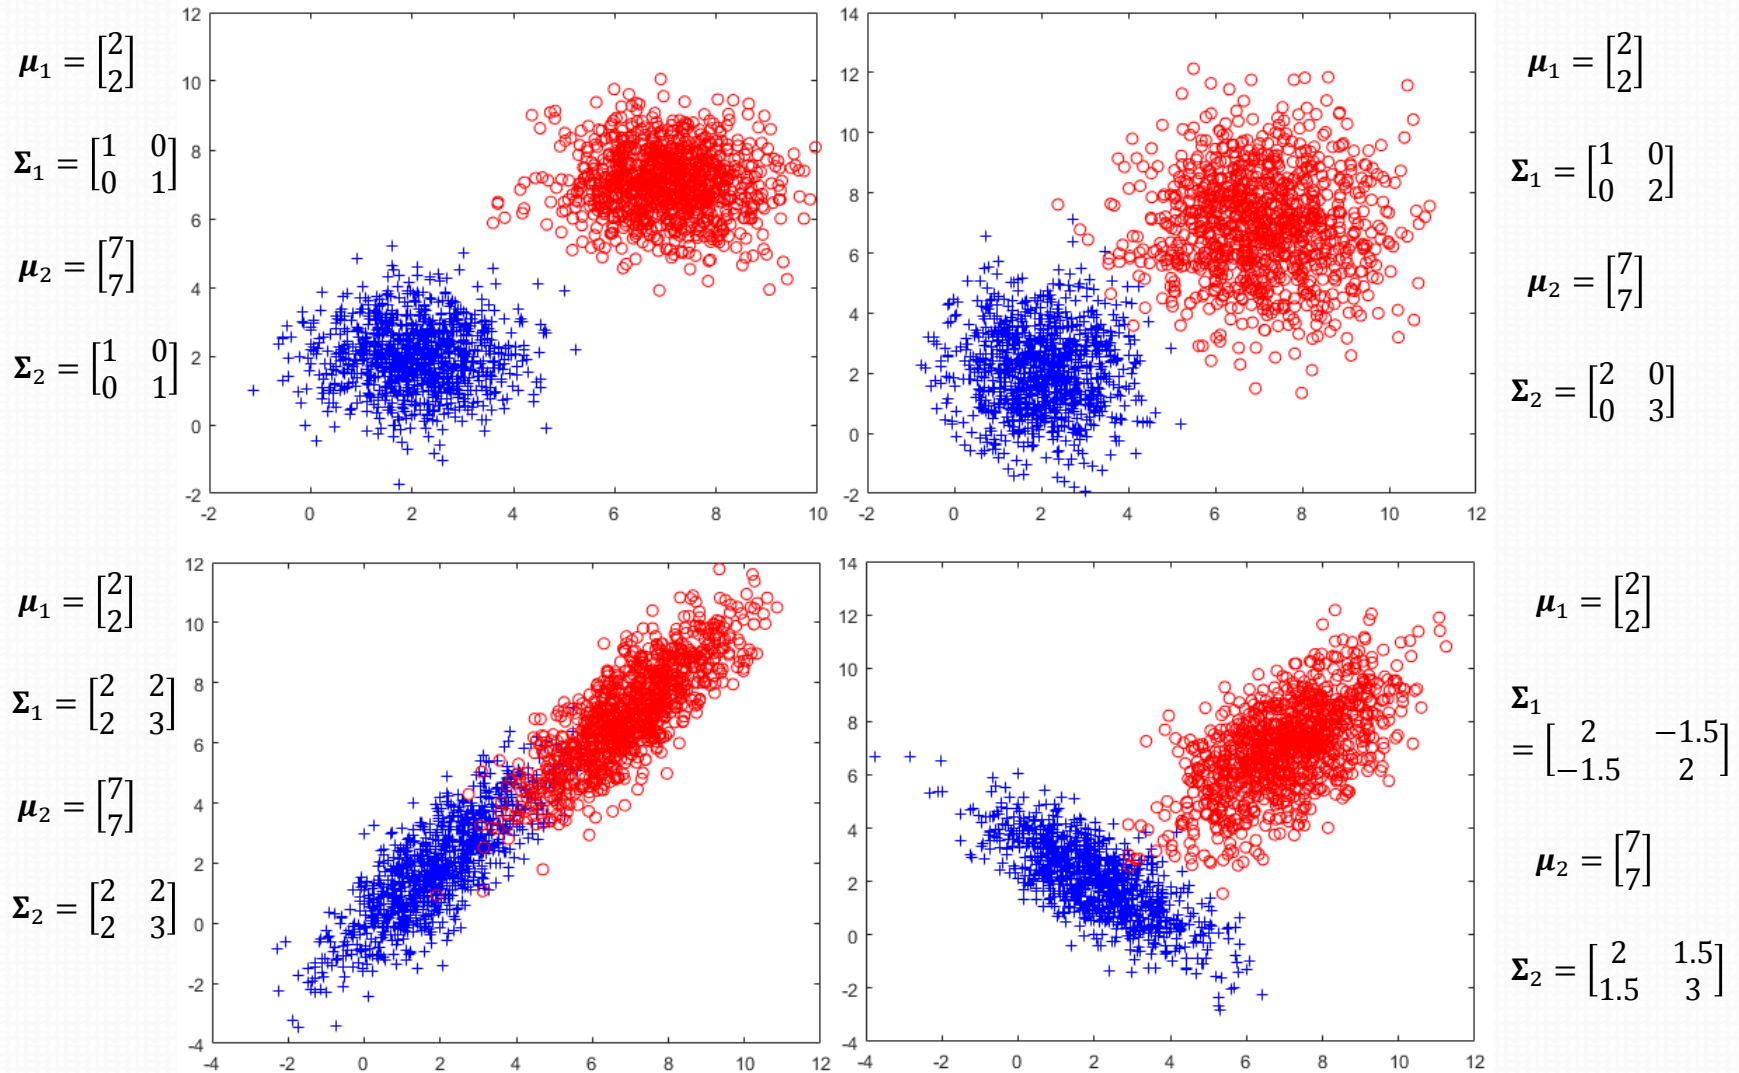 μ₁ = [2 2]
Σ₁ = [1 0 0 1]
μ₂ = [7 7]
Σ₂ = [1 0 0 1]
12
10
8
6
4
2
0
-2
-2 0 2 4 6 8 10
14
12
10
8
6
4
2
0
-2
-2 0 2 4 6 8 10 12
μ₁ = [2 2]
Σ₁ = [1 0 0 2]
μ₂ = [7 7]
Σ₂ = [2 0 0 3]
μ₁ = [2 2]
Σ₁ = [2 2 2 3]
μ₂ = [7 7]
Σ₂ = [2 2 2 3]
12
10
8
6
4
2
0
-2
-4
-4 -2 0 2 4 6 8 10 12
14
12
10
8
6
4
2
0
-2
-4
-4 -2 0 2 4 6 8 10 12
μ₁ = [2 2]
Σ₁
= [2 −1.5 −1.5 2]
μ₂ = [7 7]
Σ₂ = [2 1.5 1.5 3]